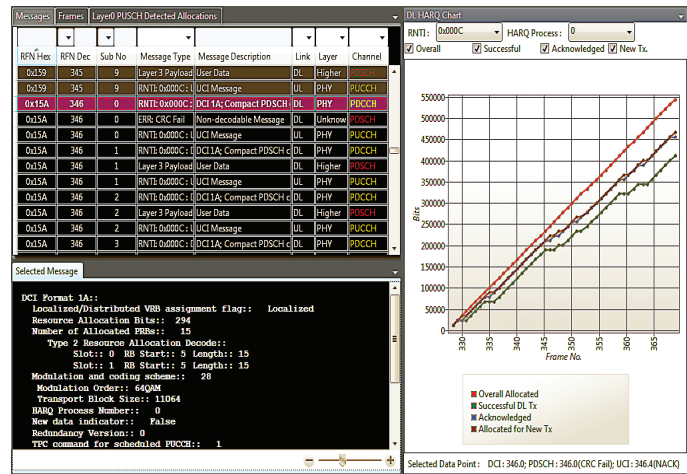 Messages Frames Layer0 PUSCH Detected Allocations
RFN Hex RFN Dec Sub No Message Type Message Description Link Layer Channel
0x159 345 9 Layer 3 Payload User Data DL Higher PDSCH
0x159 345 9 RNTI: 0x000C : U UCI Message UL PHY PUCCH
0x15A 346 0 RNTI: 0x000C : DCI 1A; Compact PDSCH DL PHY PDCCH
0x15A 346 0 ERR: CRC Fail Non-decodable Message DL Unknow PDSCH
0x15A 346 0 RNTI: 0x000C : U UCI Message UL PHY PUCCH
0x15A 346 1 RNTI: 0x000C : D DCI 1A; Compact PDSCH c DL PHY PDCCH
0x15A 346 1 Layer 3 Payload User Data DL Higher PDSCH
0x15A 346 1 RNTI: 0x000C : U UCI Message UL PHY PUCCH
0x15A 346 2 RNTI: 0x000C : D DCI 1A; Compact PDSCH c DL PHY PDCCH
0x15A 346 2 Layer 3 Payload User Data DL Higher PDSCH
0x15A 346 2 RNTI: 0x000C : U UCI Message UL PHY PUCCH
0x15A 346 3 RNTI: 0x000C : D DCI 1A; Compact PDSCH c DL PHY PDCCH
Selected Message
DCI Format 1A::
Localized/Distributed VRB assignment flag:: Localized
Resource Allocation Bits:: 294
Number of Allocated PRBs:: 15
Type 2 Resource Allocation Decode::
Slot:: 0 RB Start:: 5 Length:: 15
Slot:: 1 RB Start:: 5 Length:: 15
Modulation and coding scheme:: 28
Modulation Order:: 64QAM
Transport Block Size:: 11064
HARQ Process Number:: 0
New data indicator:: False
Redundancy Version:: 0
TPC command for scheduled PUCCH:: 1
DL HARQ Chart
RNTI: 0x000C HARQ Process: 0
Overall Successful Acknowledged New Tx.
550000
500000
450000
400000
350000
300000
250000
200000
150000
100000
50000
0
Bits
330 335 340 345 350 355 360 365
Frame No.
Overall Allocated
Successful DL Tx
Acknowledged
Allocated for New Tx
Selected Data Point : DCI : 346.0; PDSCH : 346.0(CRC Fail); UCI : 346.4(NACK)